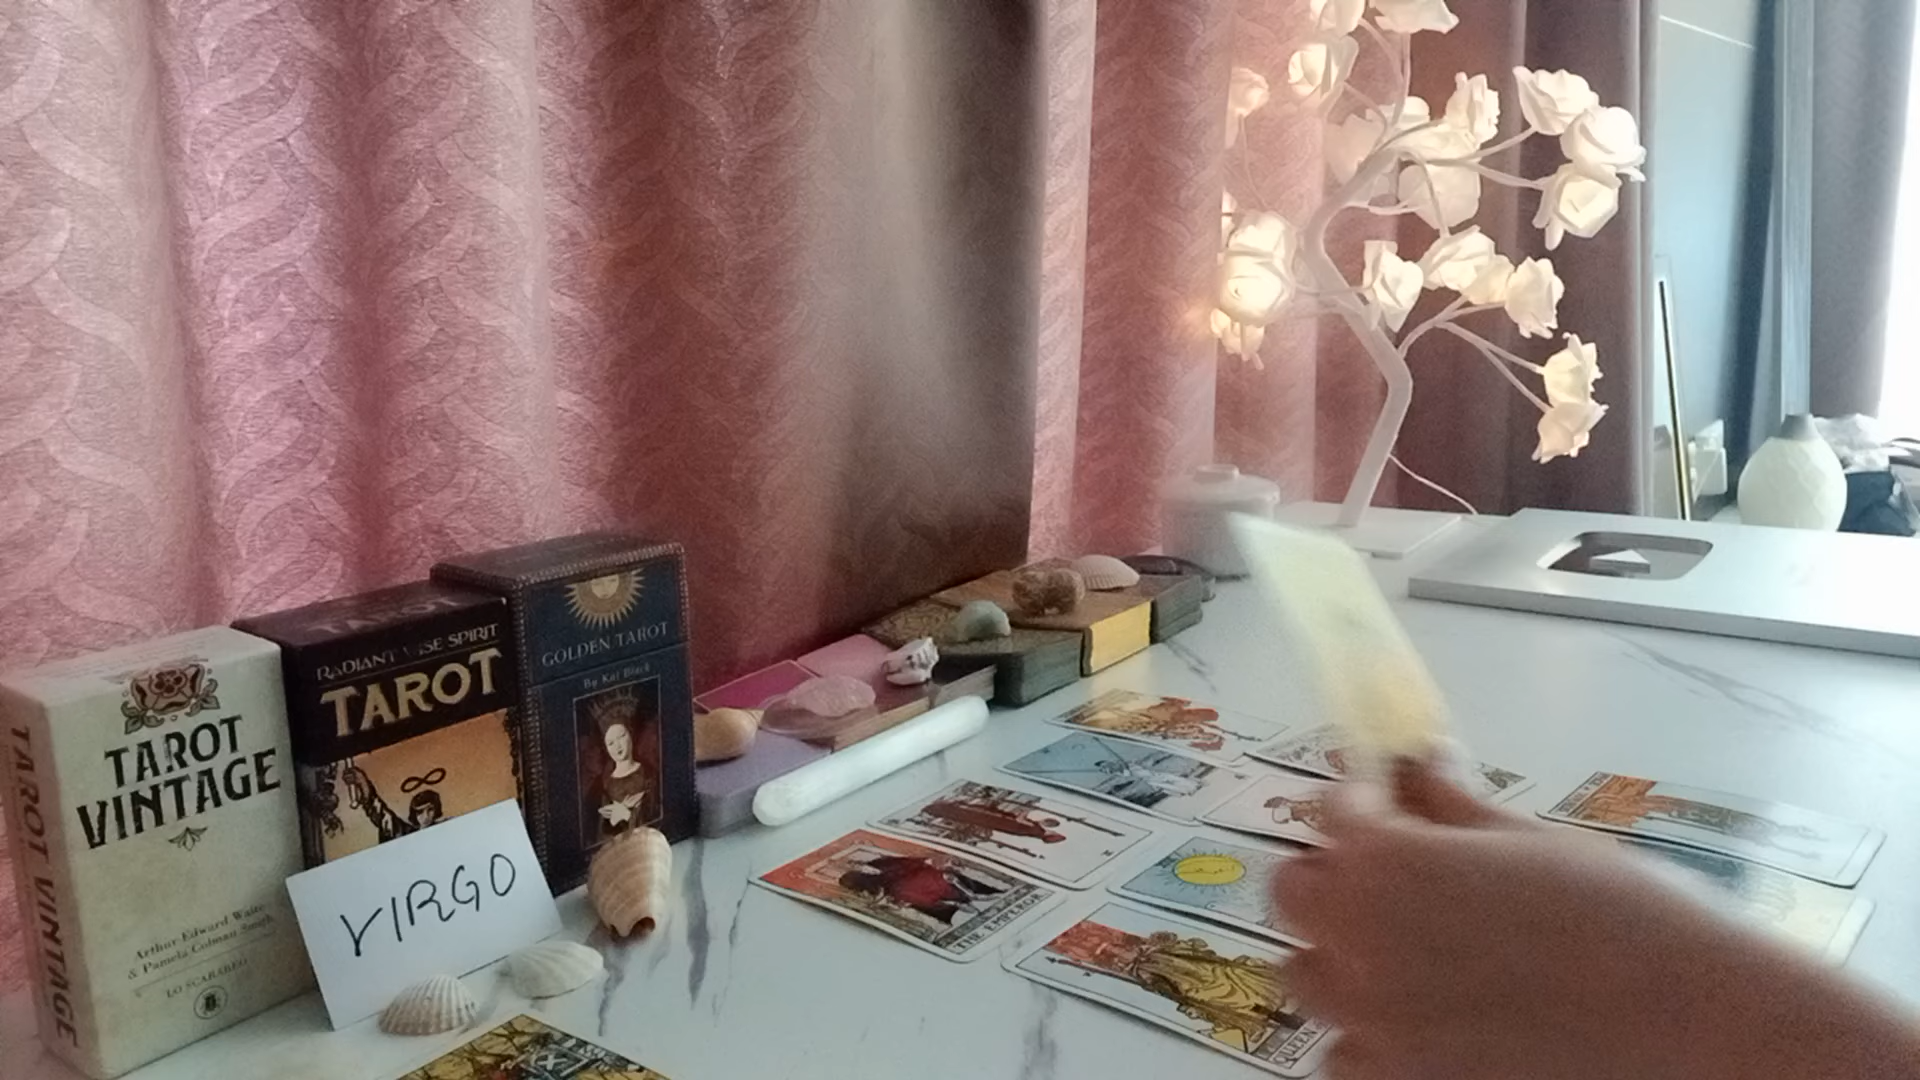 TAROT
VINTAGE
Arthur-Edward Waite
& Pamela Colman Smith
LO SCARABEO
TAROT VINTAGE
TAROT
RADIANT WISE SPIRIT
TAROT
GOLDEN TAROT
By Kat Black
VIRGO
THE EMPEROR
QUEEN
X